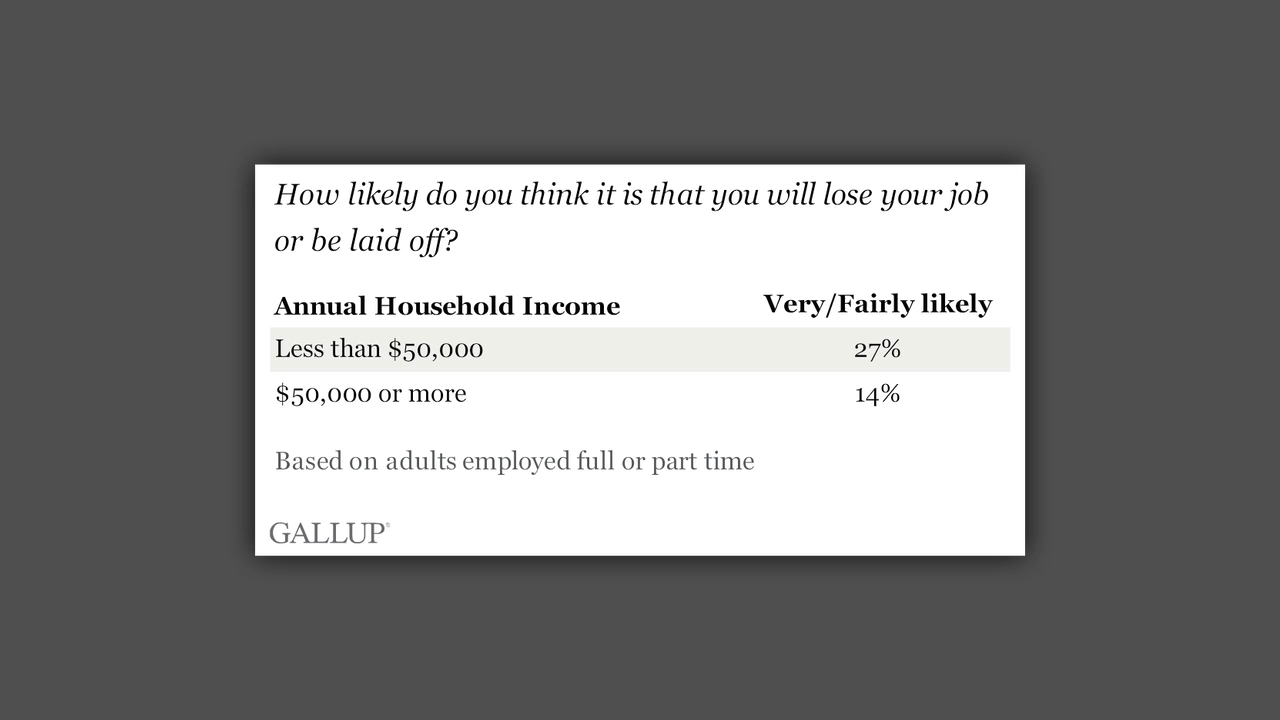 How likely do you think it is that you will lose your job
or be laid off?
Annual Household Income Very/Fairly likely
Less than $50,000 27%
$50,000 or more 14%
Based on adults employed full or part time
GALLUP®